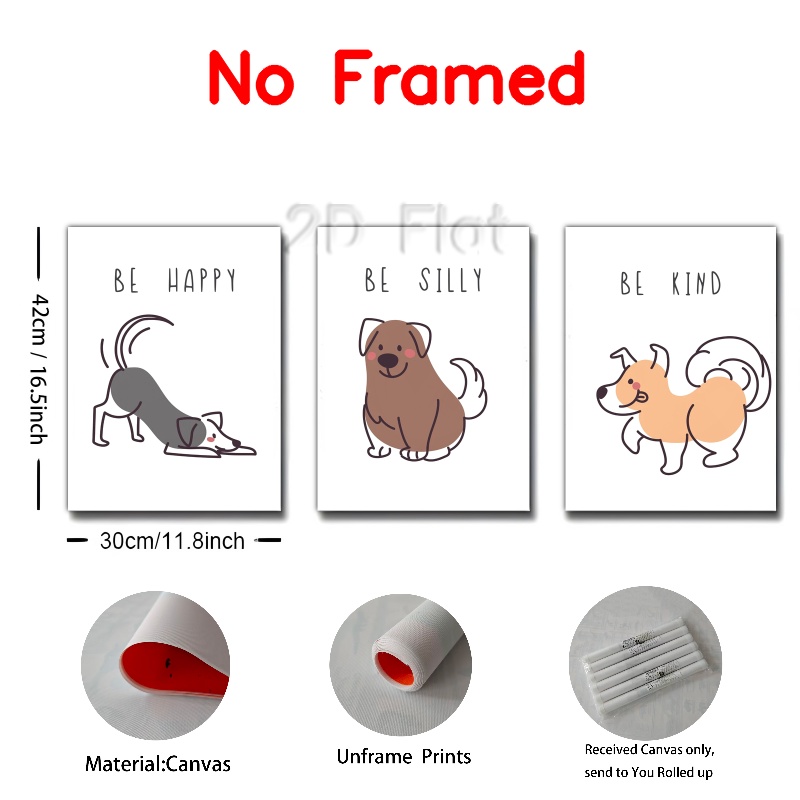 No Framed
2D Flat
BE HAPPY
BE SILLY
BE KIND
42cm / 16.5inch
30cm/11.8inch
Material:Canvas
Unframe Prints
Received Canvas only,
send to You Rolled up